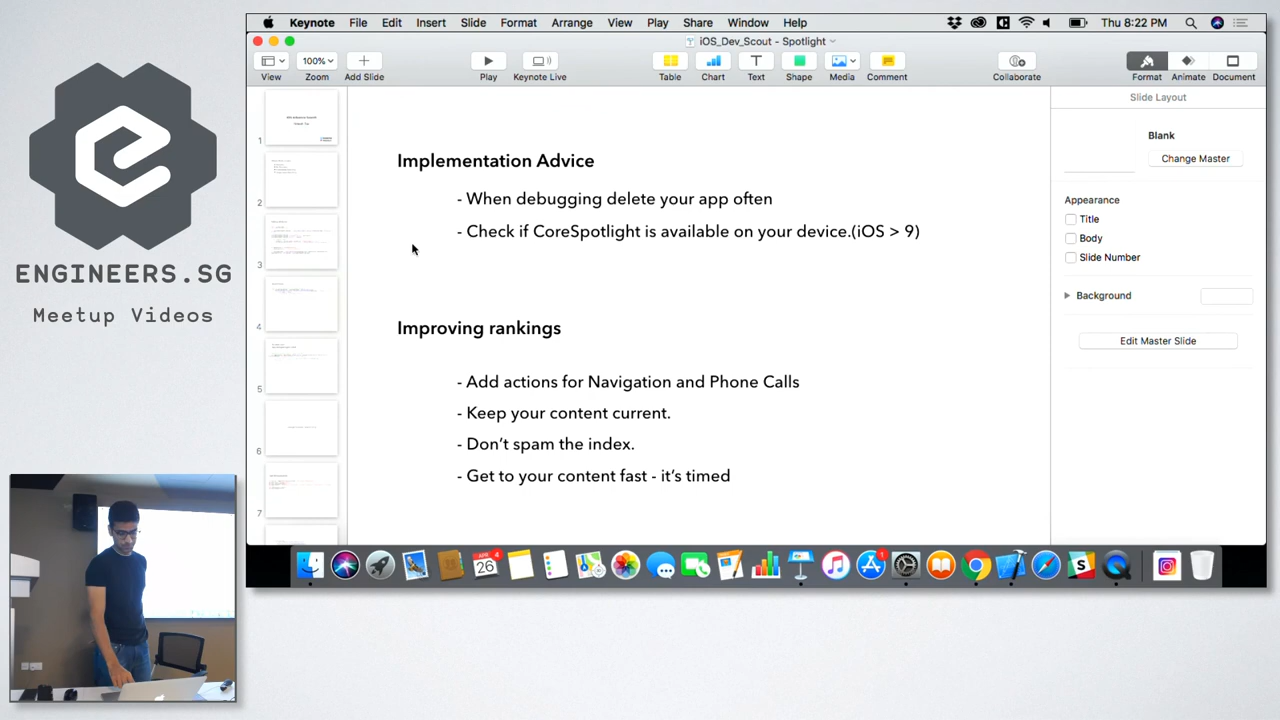 Keynote File Edit Insert Slide Format Arrange View Play Share Window Help Thu 8:22 PM
iOS_Dev_Scout - Spotlight
100%
View Zoom Add Slide Play Keynote Live Table Chart Text Shape Media Comment Collaborate Format Animate Document
Slide Layout
Blank
Change Master
Appearance
Title
Body
Slide Number
Background
Edit Master Slide
1
2
3
4
5
6
7
Implementation Advice
- When debugging delete your app often
- Check if CoreSpotlight is available on your device.(iOS > 9)
Improving rankings
- Add actions for Navigation and Phone Calls
- Keep your content current.
- Don’t spam the index.
- Get to your content fast - it’s timed
ENGINEERS.SG
Meetup Videos
APR
26
4
1
S